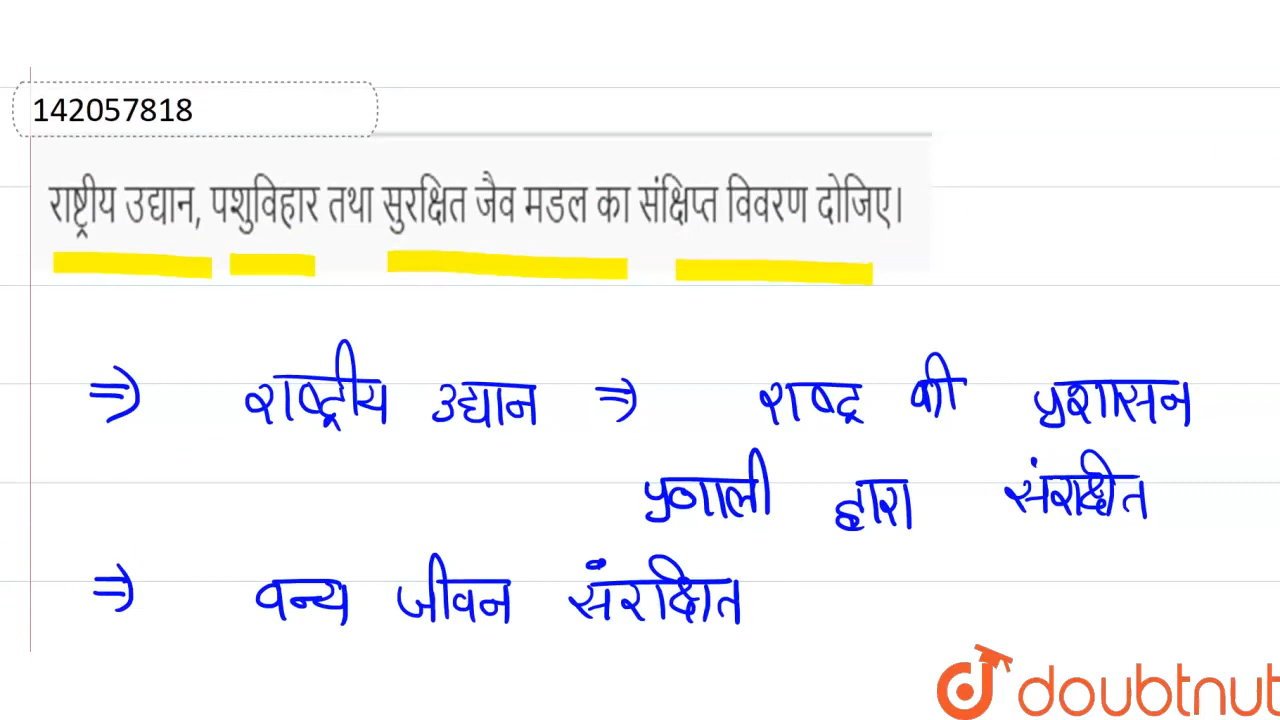 142057818
राष्ट्रीय उद्यान, पशुविहार तथा सुरक्षित जैव मडल का संक्षिप्त विवरण दोजिए।
⇒ राष्ट्रीय उद्यान ⇒ राष्ट्र की प्रशासन
प्रणाली द्वारा संरक्षित
⇒ वन्य जीवन संरक्षित
doubtnut